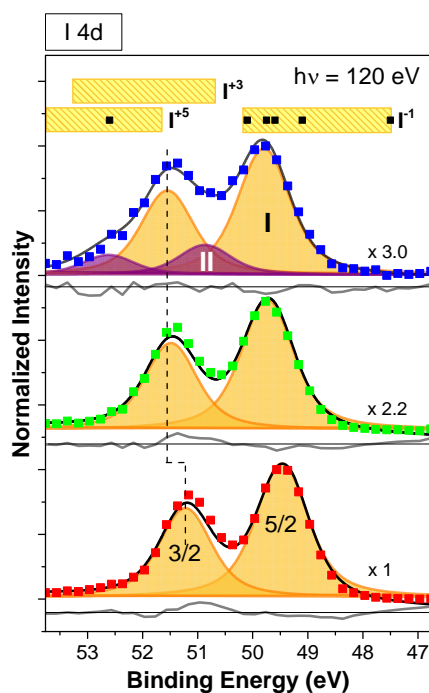 I 4d
hν = 120 eV
I+3
I+5
I-1
I
II
x 3.0
x 2.2
5/2
3/2
x 1
Normalized Intensity
53 52 51 50 49 48 47
Binding Energy (eV)